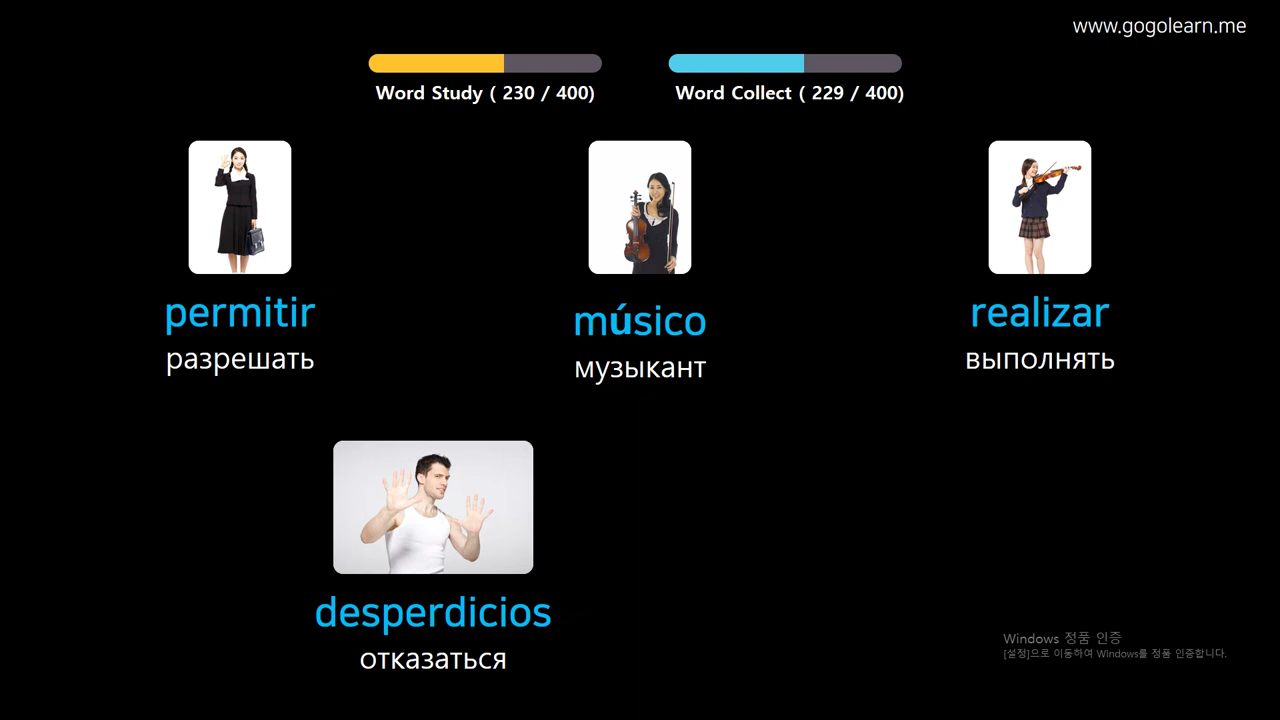 www.gogolearn.me
Word Study ( 230 / 400)
Word Collect ( 229 / 400)
permitir
разрешать
músico
музыкант
realizar
выполнять
desperdicios
отказаться
Windows 정품 인증
[설정]으로 이동하여 Windows를 정품 인증합니다.